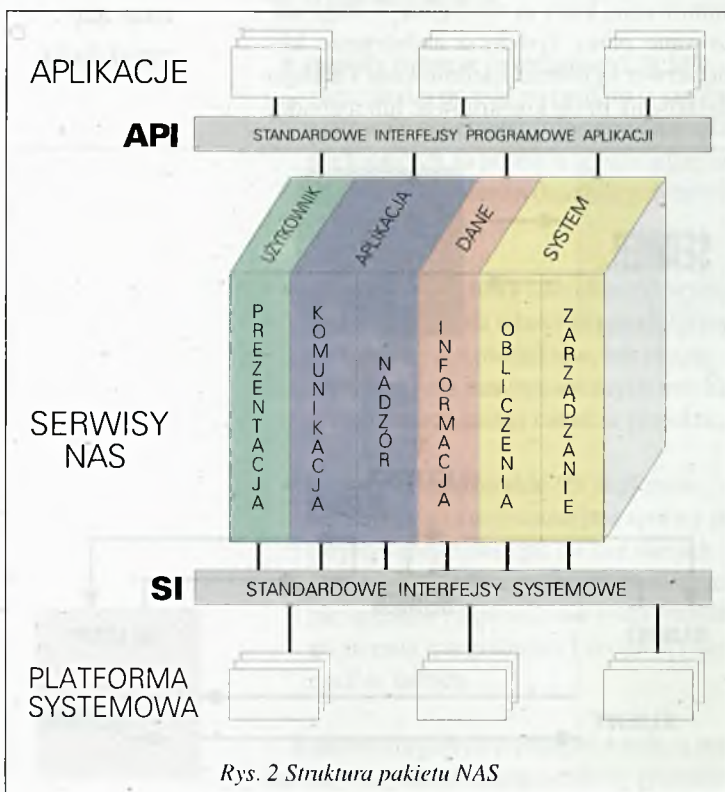 APLIKACJE
API
STANDARDOWE INTERFEJSY PROGRAMOWE APLIKACJI
UŻYTKOWNIK
APLIKACJA
DANE
SYSTEM
PREZENTACJA
KOMUNIKACJA
NADZÓR
INFORMACJA
OBLICZENIA
ZARZĄDZANIE
SERWISY
NAS
SI
STANDARDOWE INTERFEJSY SYSTEMOWE
PLATFORMA
SYSTEMOWA
Rys. 2 Struktura pakietu NAS